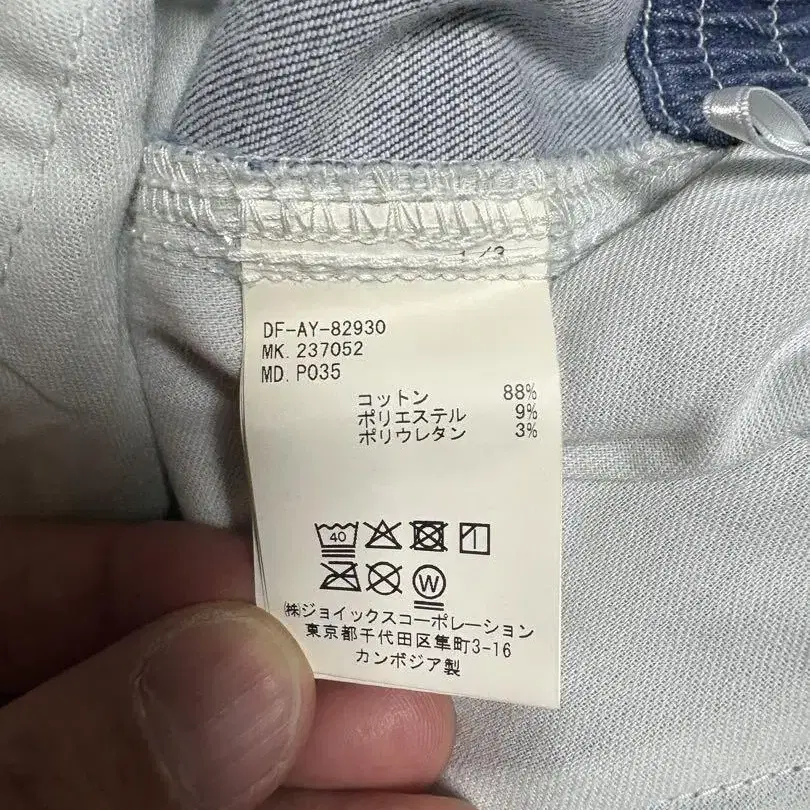 DF-AY-82930
MK. 237052
MD. P035
コットン 88%
ポリエステル 9%
ポリウレタン 3%
40
W
㈱ジョイックスコーポレーション
東京都千代田区隼町3-16
カンボジア製